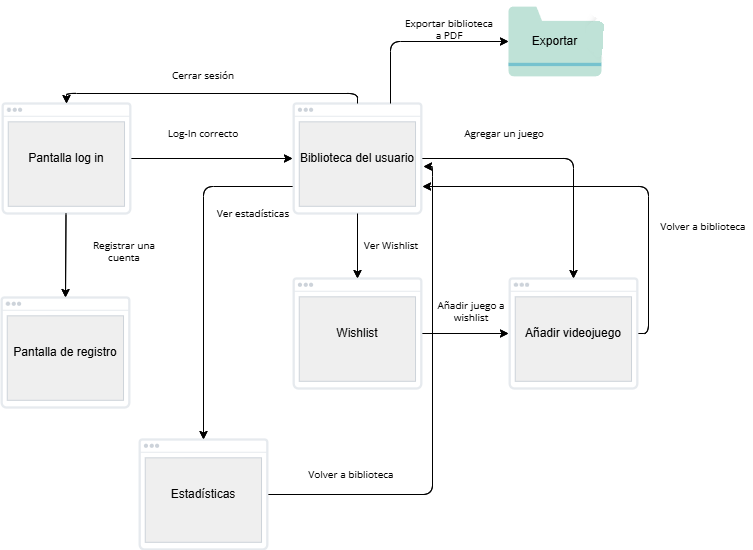 Exportar biblioteca
a PDF
Exportar
Cerrar sesión
Log-In correcto
Agregar un juego
Pantalla log in
Biblioteca del usuario
Ver estadísticas
Volver a biblioteca
Registrar una
cuenta
Ver Wishlist
Añadir juego a
wishlist
Pantalla de registro
Wishlist
Añadir videojuego
Volver a biblioteca
Estadísticas